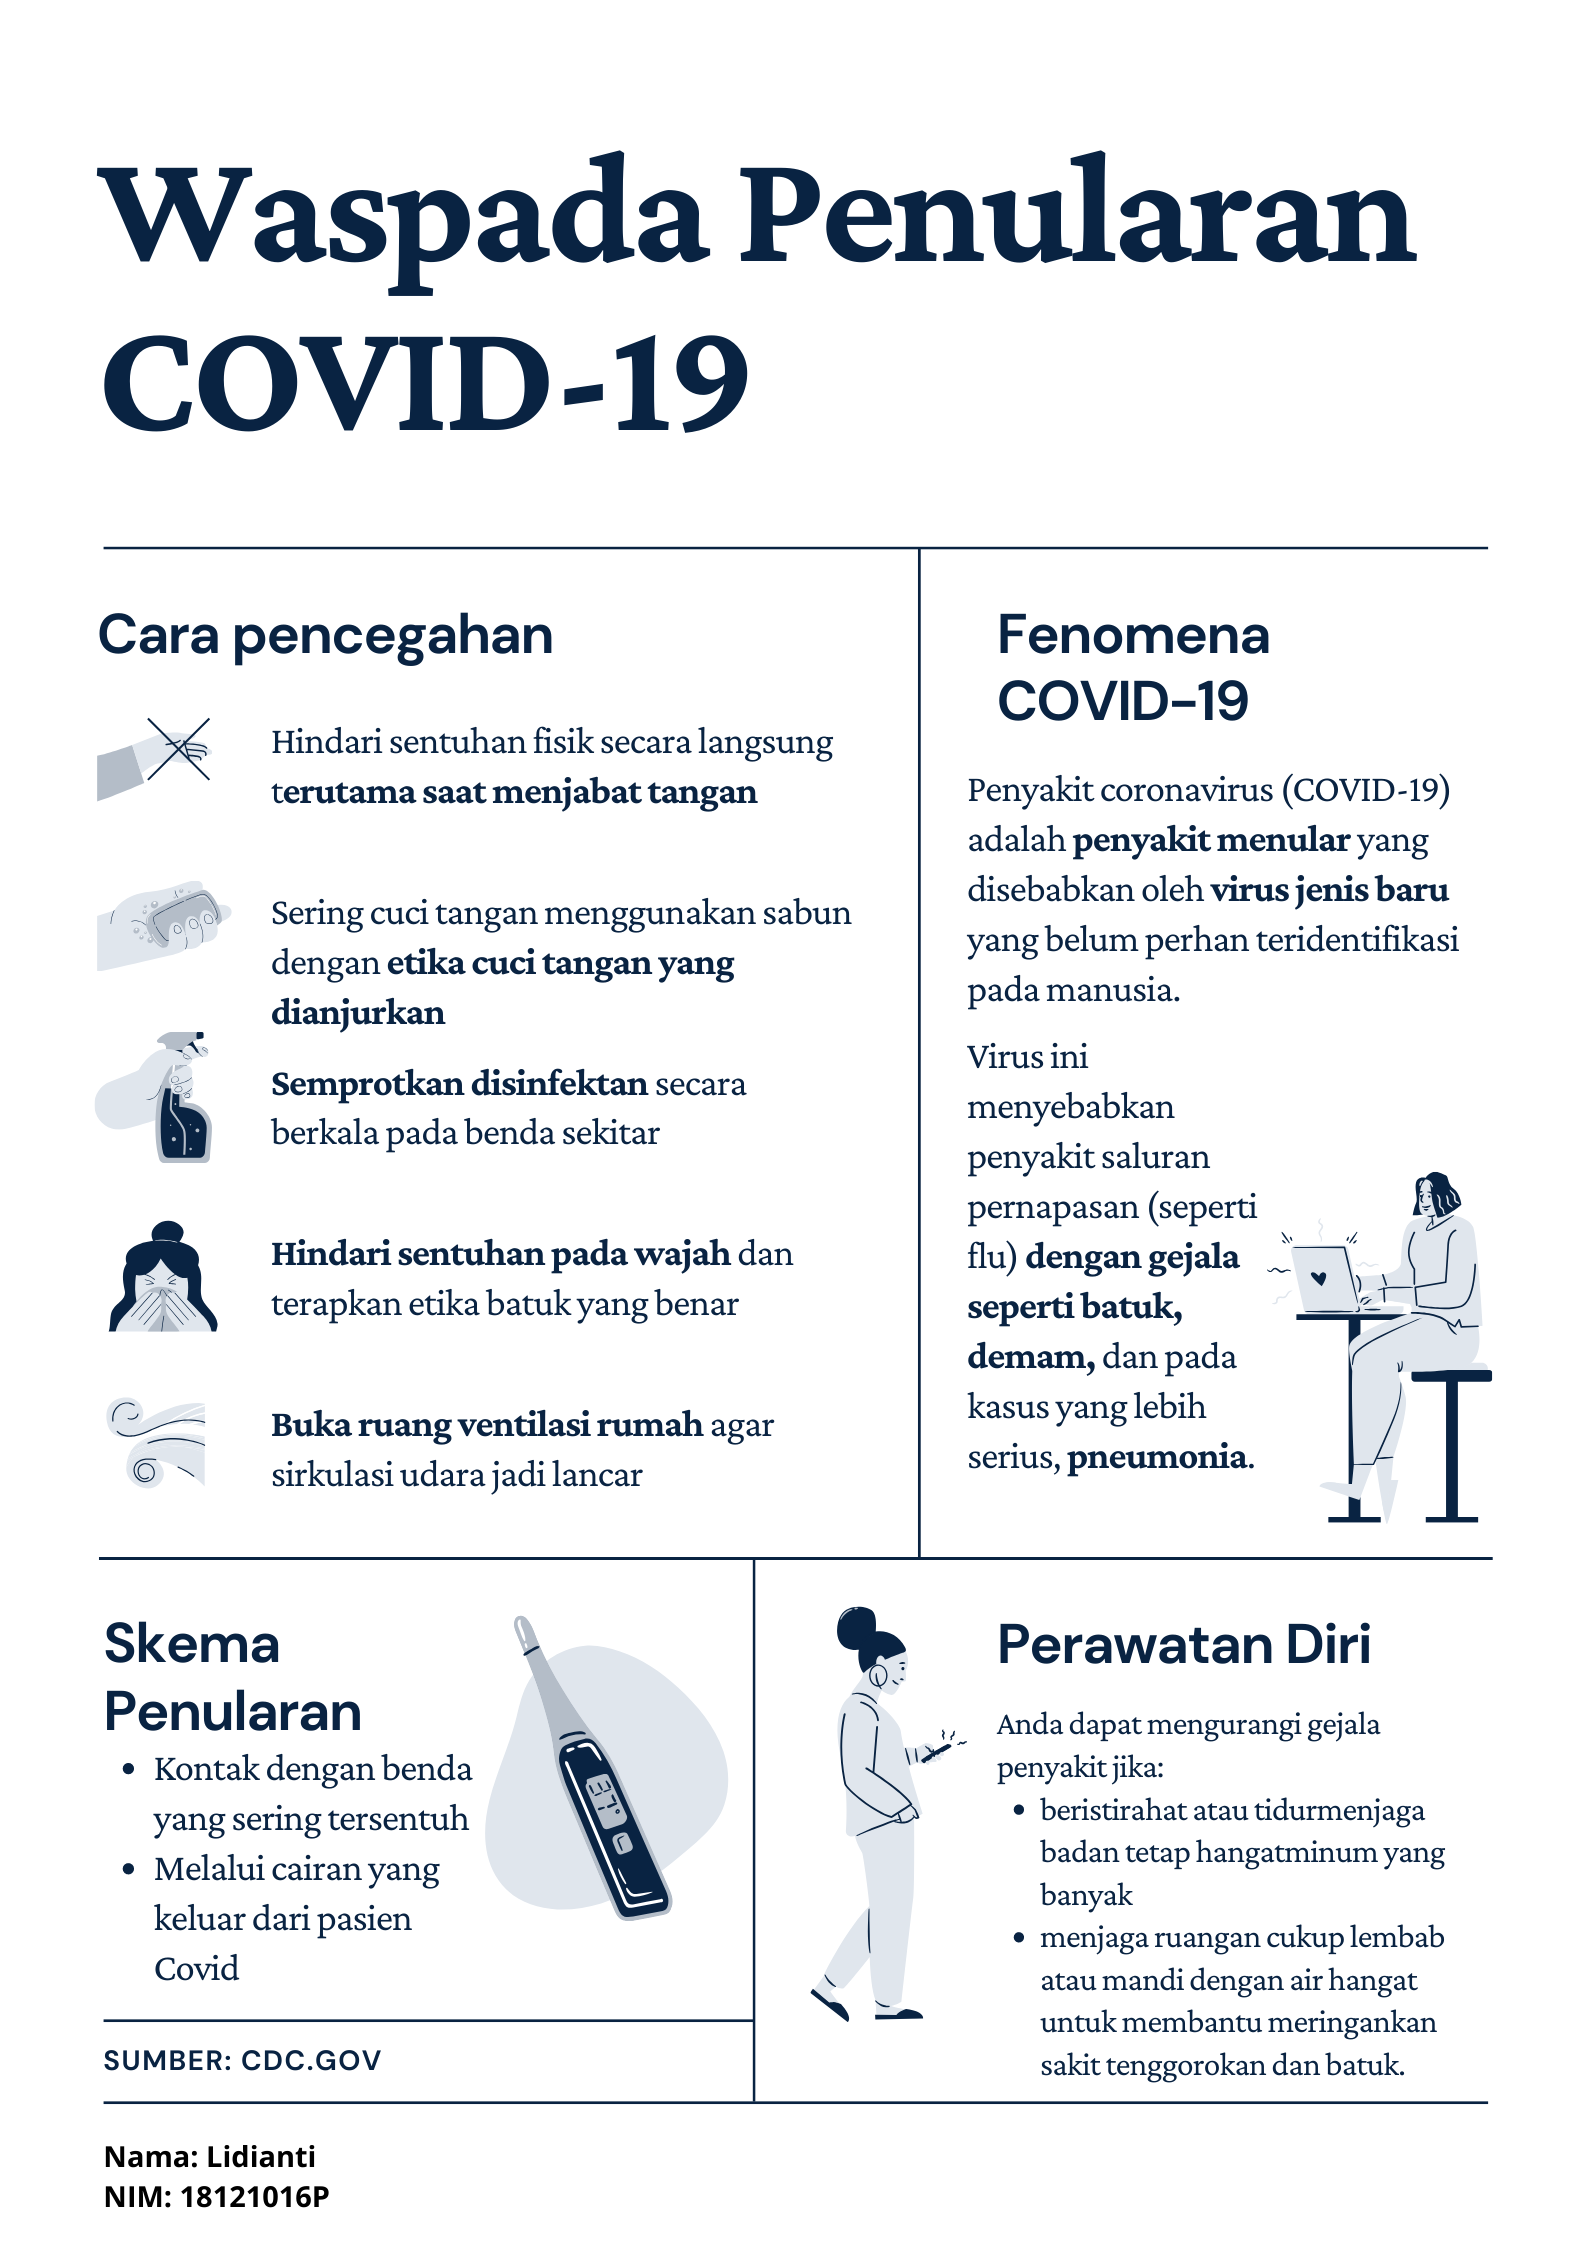 Waspada Penularan
COVID-19
Cara pencegahan
Hindari sentuhan fisik secara langsung
terutama saat menjabat tangan
Sering cuci tangan menggunakan sabun
dengan etika cuci tangan yang
dianjurkan
Semprotkan disinfektan secara
berkala pada benda sekitar
Hindari sentuhan pada wajah dan
terapkan etika batuk yang benar
Buka ruang ventilasi rumah agar
sirkulasi udara jadi lancar
Fenomena
COVID-19
Penyakit coronavirus (COVID-19)
adalah penyakit menular yang
disebabkan oleh virus jenis baru
yang belum perhan teridentifikasi
pada manusia.
Virus ini
menyebabkan
penyakit saluran
pernapasan (seperti
flu) dengan gejala
seperti batuk,
demam, dan pada
kasus yang lebih
serius, pneumonia.
Skema
Penularan
• Kontak dengan benda
yang sering tersentuh
• Melalui cairan yang
keluar dari pasien
Covid
SUMBER: CDC.GOV
Perawatan Diri
Anda dapat mengurangi gejala
penyakit jika:
• beristirahat atau tidurmenjaga
badan tetap hangatminum yang
banyak
• menjaga ruangan cukup lembab
atau mandi dengan air hangat
untuk membantu meringankan
sakit tenggorokan dan batuk.
Nama: Lidianti
NIM: 18121016P